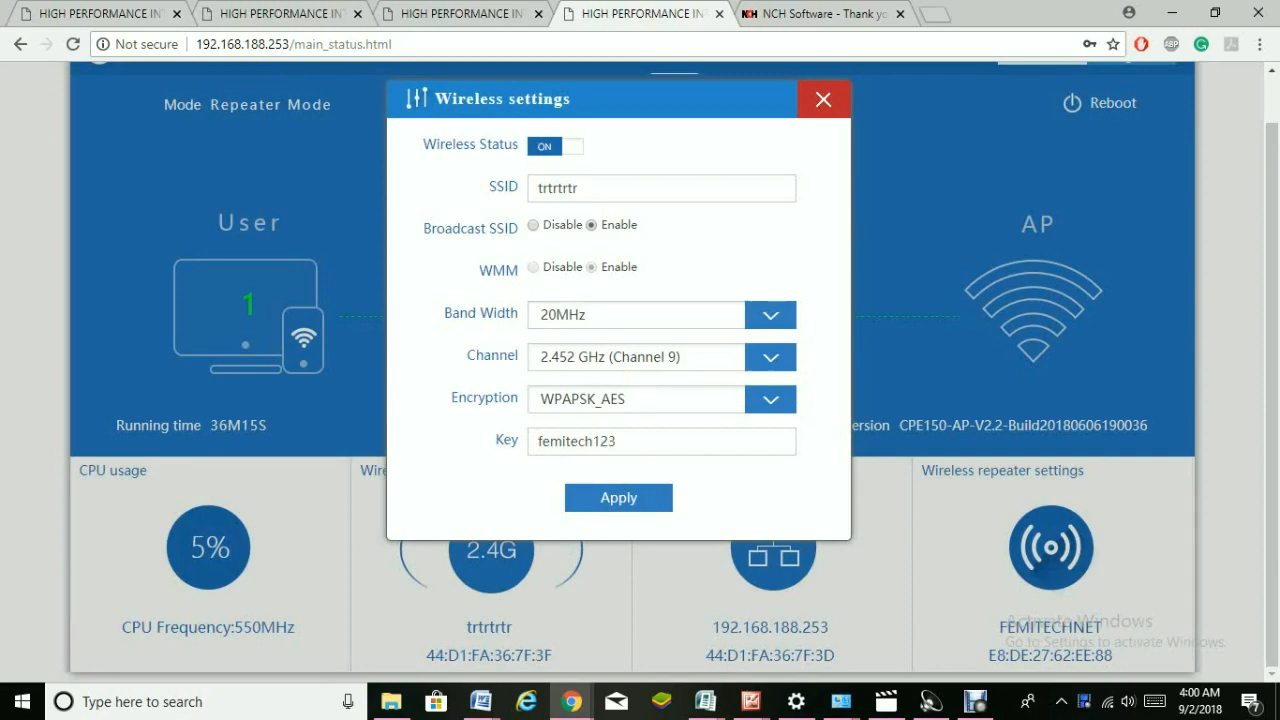 HIGH PERFORMANCE IN
HIGH PERFORMANCE IN
HIGH PERFORMANCE IN
HIGH PERFORMANCE IN
NCH NCH Software - Thank yo
Not secure 192.168.188.253/main_status.html
ABP
Mode Repeater Mode
Wireless settings
Reboot
Wireless Status ON
SSID trtrtrtr
Broadcast SSID Disable Enable
WMM Disable Enable
Band Width 20MHz
Channel 2.452 GHz (Channel 9)
Encryption WPAPSK_AES
Key femitech123
Apply
User
1
AP
Running time 36M15S
ersion CPE150-AP-V2.2-Build20180606190036
CPU usage
Wire
Wireless repeater settings
5%
2.4G
CPU Frequency:550MHz
trtrtrtr
44:D1:FA:36:7F:3F
192.168.188.253
44:D1:FA:36:7F:3D
FEMITECHNET
E8:DE:27:62:EE:88
Activate Windows
Go to Settings to activate Windows.
Type here to search
4:00 AM
9/2/2018
7